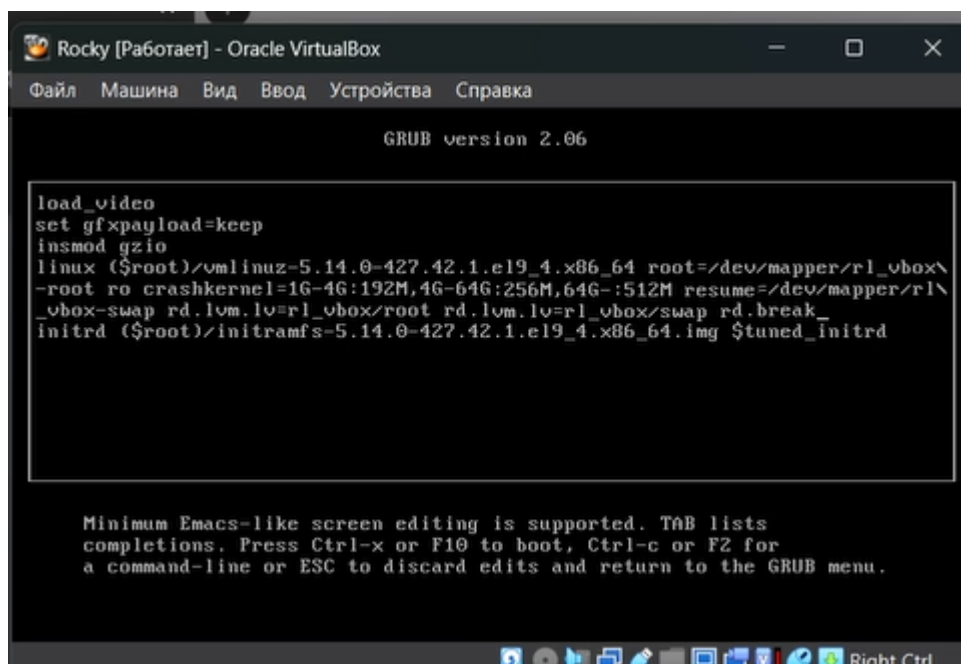 Rocky [Работает] - Oracle VirtualBox
Файл Машина Вид Ввод Устройства Справка
GRUB version 2.06
load_video
set gfxpayload=keep
insmod gzio
linux ($root)/vmlinuz-5.14.0-427.42.1.el9_4.x86_64 root=/dev/mapper/rl_vbox\
-root ro crashkernel=1G-4G:192M,4G-64G:256M,64G-:512M resume=/dev/mapper/rl\
_vbox-swap rd.lvm.lv=rl_vbox/root rd.lvm.lv=rl_vbox/swap rd.break_
initrd ($root)/initramfs-5.14.0-427.42.1.el9_4.x86_64.img $tuned_initrd
Minimum Emacs-like screen editing is supported. TAB lists
completions. Press Ctrl-x or F10 to boot, Ctrl-c or F2 for
a command-line or ESC to discard edits and return to the GRUB menu.
Right Ctrl